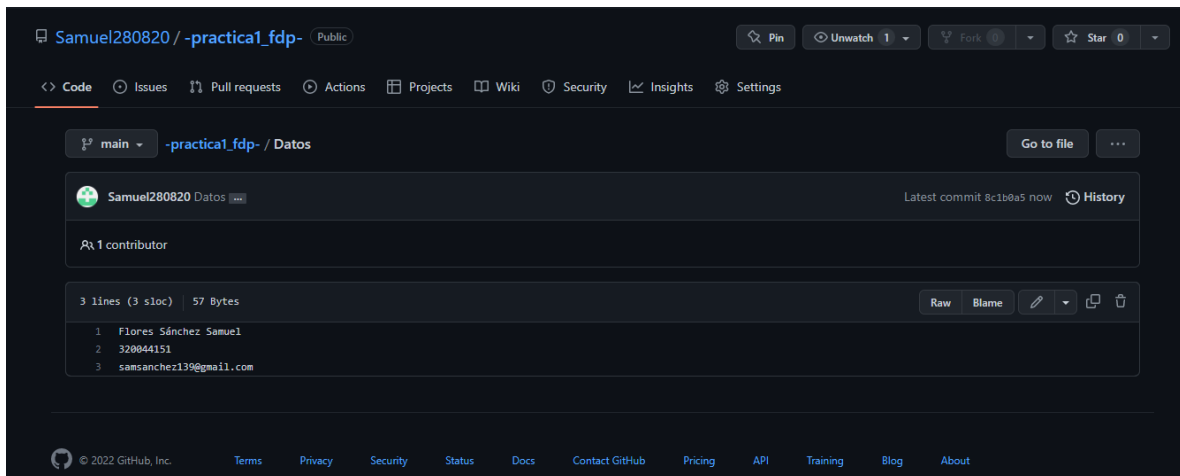 Samuel280820 / -practica1_fdp- Public
Pin Unwatch 1 Fork 0 Star 0
<> Code Issues Pull requests Actions Projects Wiki Security Insights Settings
main -practica1_fdp- / Datos Go to file ...
Samuel280820 Datos ... Latest commit 8c1b0a5 now History
1 contributor
3 lines (3 sloc) 57 Bytes Raw Blame
1 Flores Sánchez Samuel
2 320044151
3 samsanchez139@gmail.com
© 2022 GitHub, Inc. Terms Privacy Security Status Docs Contact GitHub Pricing API Training Blog About